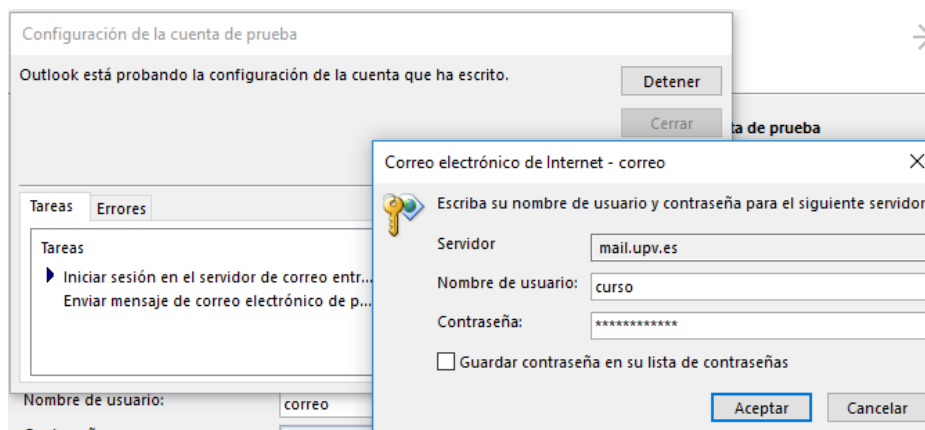 Configuración de la cuenta de prueba
Outlook está probando la configuración de la cuenta que ha escrito.
Detener
Cerrar
ta de prueba
Tareas
Errores
Tareas
Iniciar sesión en el servidor de correo entr...
Enviar mensaje de correo electrónico de p...
Correo electrónico de Internet - correo
Escriba su nombre de usuario y contraseña para el siguiente servidor
Servidor
mail.upv.es
Nombre de usuario:
curso
Contraseña:
************
Guardar contraseña en su lista de contraseñas
Aceptar
Cancelar
Nombre de usuario:
correo